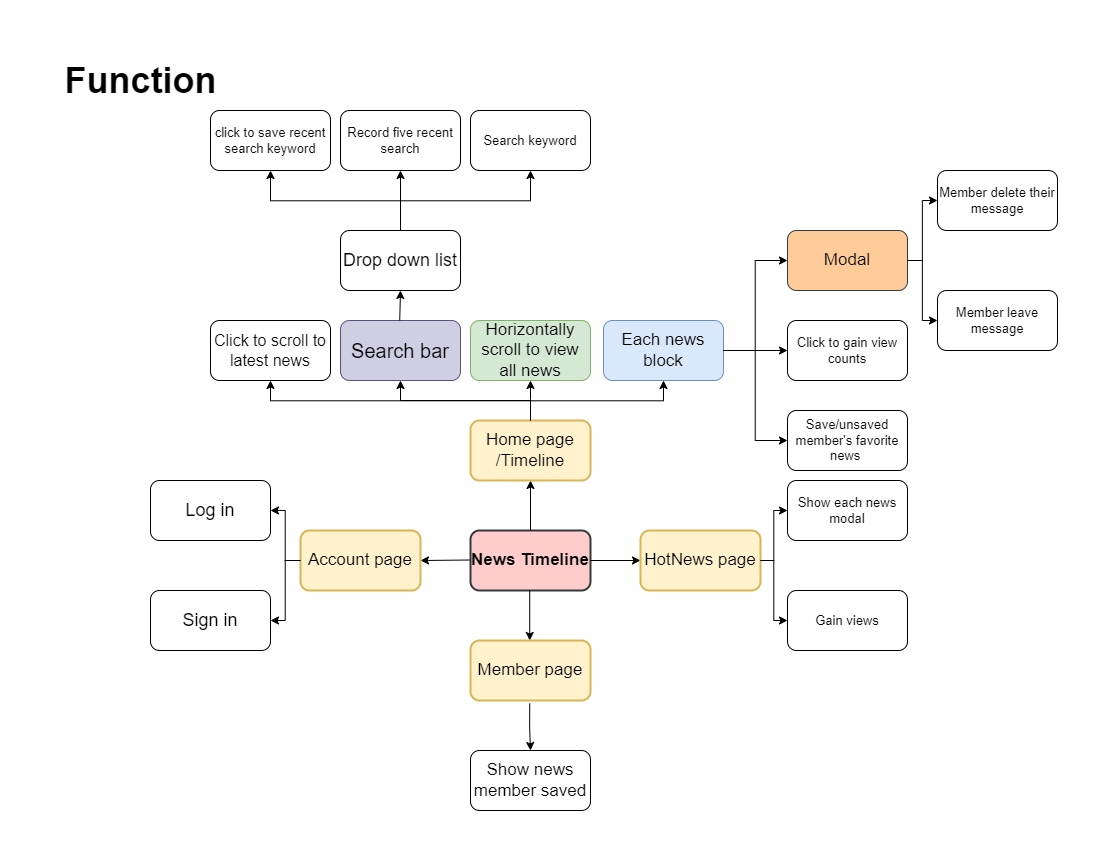 Function
click to save recent
search keyword
Record five recent
search
Search keyword
Member delete their
message
Drop down list
Modal
Member leave
message
Click to scroll to
latest news
Search bar
Horizontally
scroll to view
all news
Each news
block
Click to gain view
counts
Home page
/Timeline
Save/unsaved
member's favorite
news
Log in
Show each news
modal
Account page
News Timeline
HotNews page
Sign in
Gain views
Member page
Show news
member saved